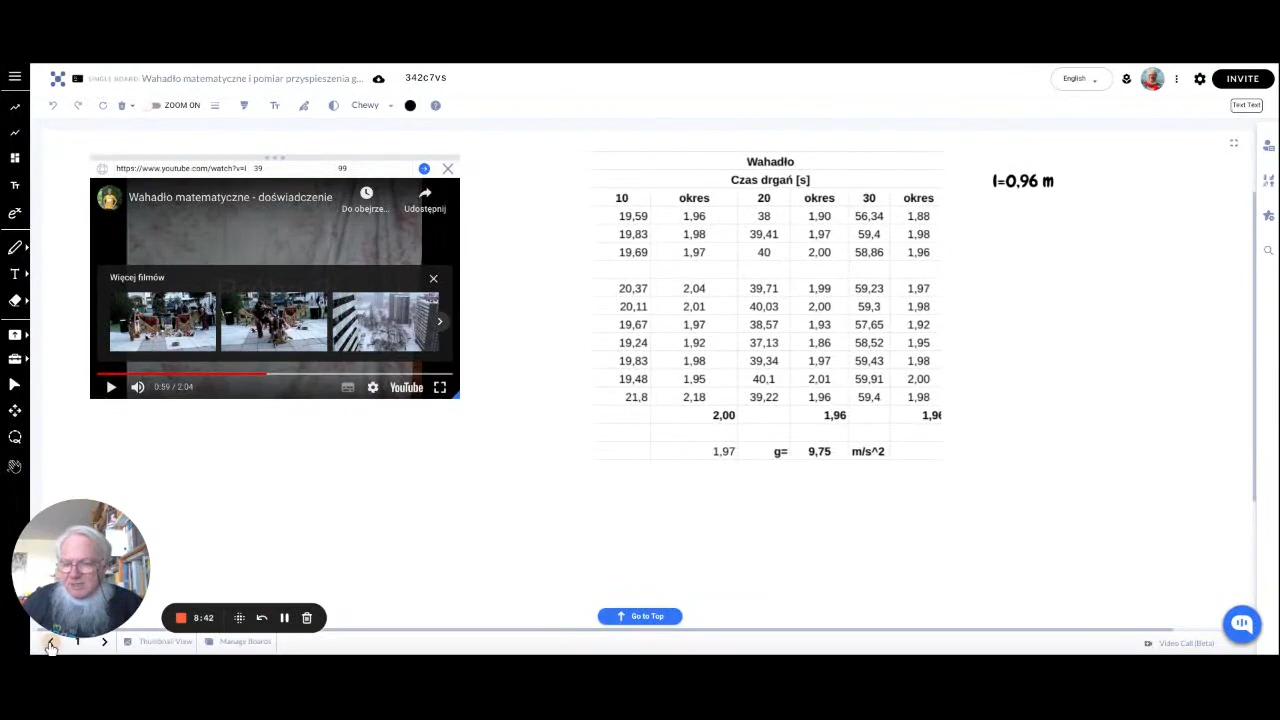 SINGLE BOARD: Wahadło matematyczne i pomiar przyspieszenia g... 342c7vs English INVITE
ZOOM ON Tr Chewy Text Text
https://www.youtube.com/watch?v=l 39 99
Wahadło matematyczne - doświadczenie
Do obejrze... Udostępnij
Więcej filmów
0:59 / 2:04 YouTube
Wahadło
Czas drgań [s]
10 okres 20 okres 30 okres
19,59 1,96 38 1,90 56,34 1,88
19,83 1,98 39,41 1,97 59,4 1,98
19,69 1,97 40 2,00 58,86 1,96
20,37 2,04 39,71 1,99 59,23 1,97
20,11 2,01 40,03 2,00 59,3 1,98
19,67 1,97 38,57 1,93 57,65 1,92
19,24 1,92 37,13 1,86 58,52 1,95
19,83 1,98 39,34 1,97 59,43 1,98
19,48 1,95 40,1 2,01 59,91 2,00
21,8 2,18 39,22 1,96 59,4 1,98
2,00 1,96 1,96
1,97 g= 9,75 m/s^2
l=0,96 m
8:42
Go to Top
1 Thumbnail View Manage Boards Video Call (Beta)